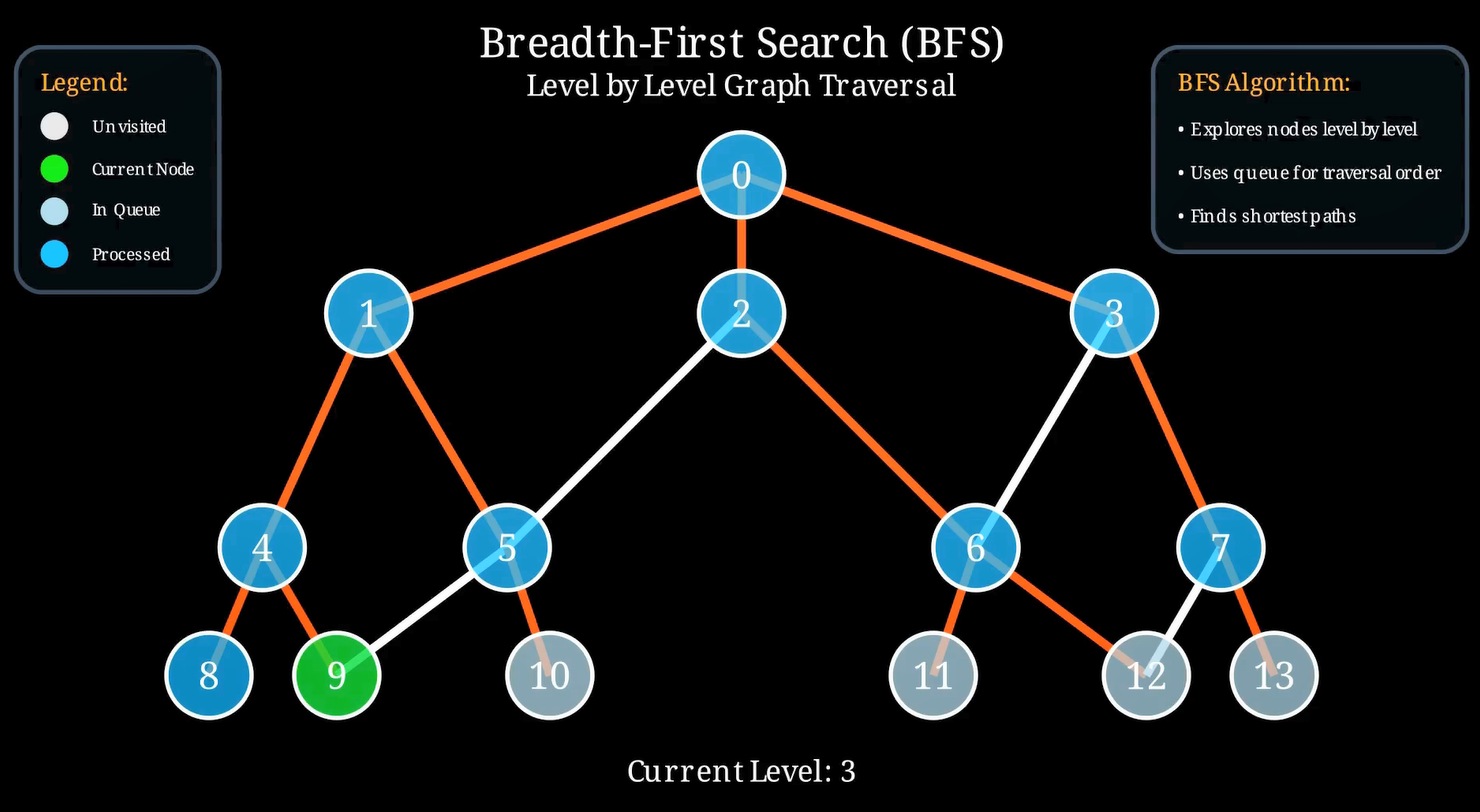 Breadth-First Search (BFS)
Level by Level Graph Traversal
Legend:
Unvisited
Current Node
In Queue
Processed
BFS Algorithm:
• Explores nodes level by level
• Uses queue for traversal order
• Finds shortest paths
0
1 2 3
4 5 6 7
8 9 10 11 12 13
Current Level: 3